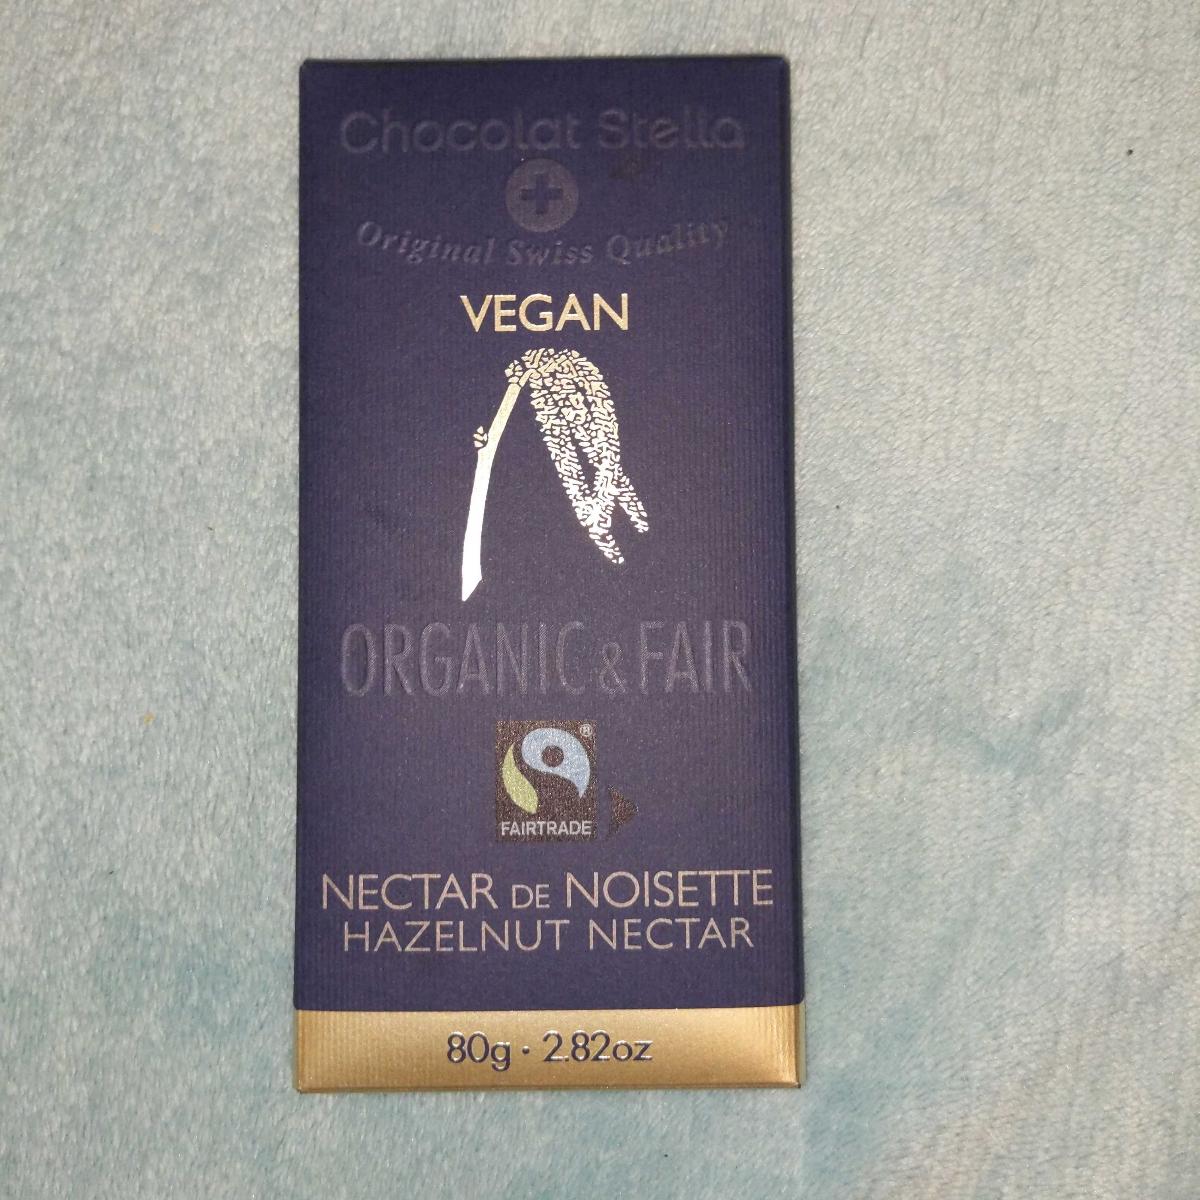 Chocolat Stella
Original Swiss Quality
VEGAN
ORGANIC & FAIR
®
FAIRTRADE
NECTAR DE NOISETTE
HAZELNUT NECTAR
80g · 2.82oz